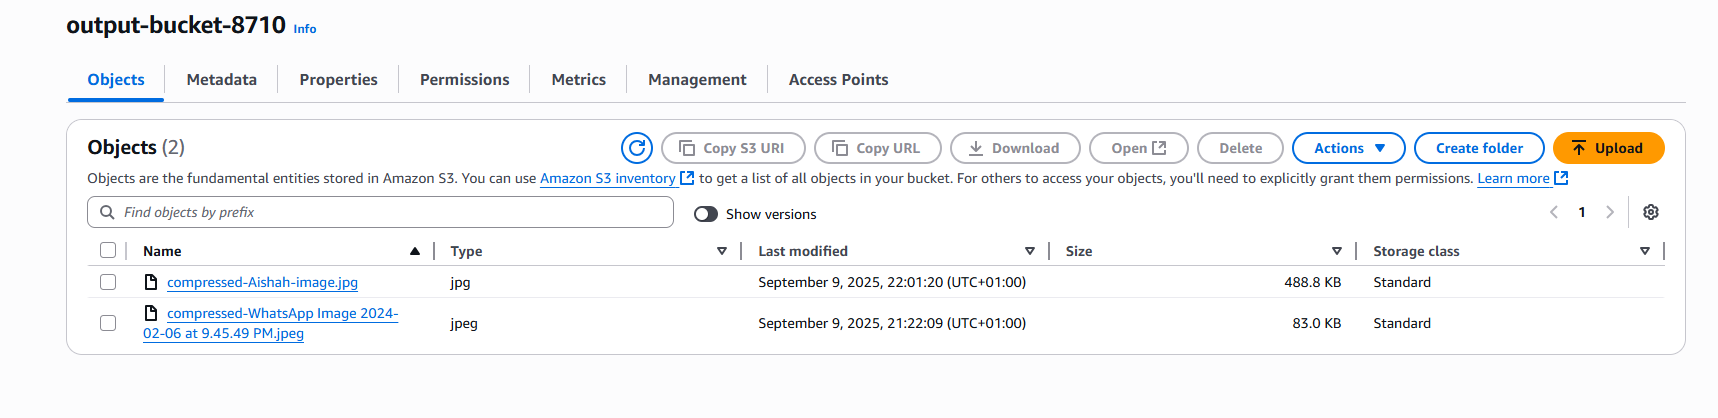 output-bucket-8710 Info
Objects Metadata Properties Permissions Metrics Management Access Points
Objects (2) Copy S3 URI Copy URL Download Open Delete Actions Create folder Upload
Objects are the fundamental entities stored in Amazon S3. You can use Amazon S3 inventory to get a list of all objects in your bucket. For others to access your objects, you'll need to explicitly grant them permissions. Learn more
Find objects by prefix Show versions 1
Name Type Last modified Size Storage class
compressed-Aishah-image.jpg jpg September 9, 2025, 22:01:20 (UTC+01:00) 488.8 KB Standard
compressed-WhatsApp Image 2024-
02-06 at 9.45.49 PM.jpeg jpeg September 9, 2025, 21:22:09 (UTC+01:00) 83.0 KB Standard